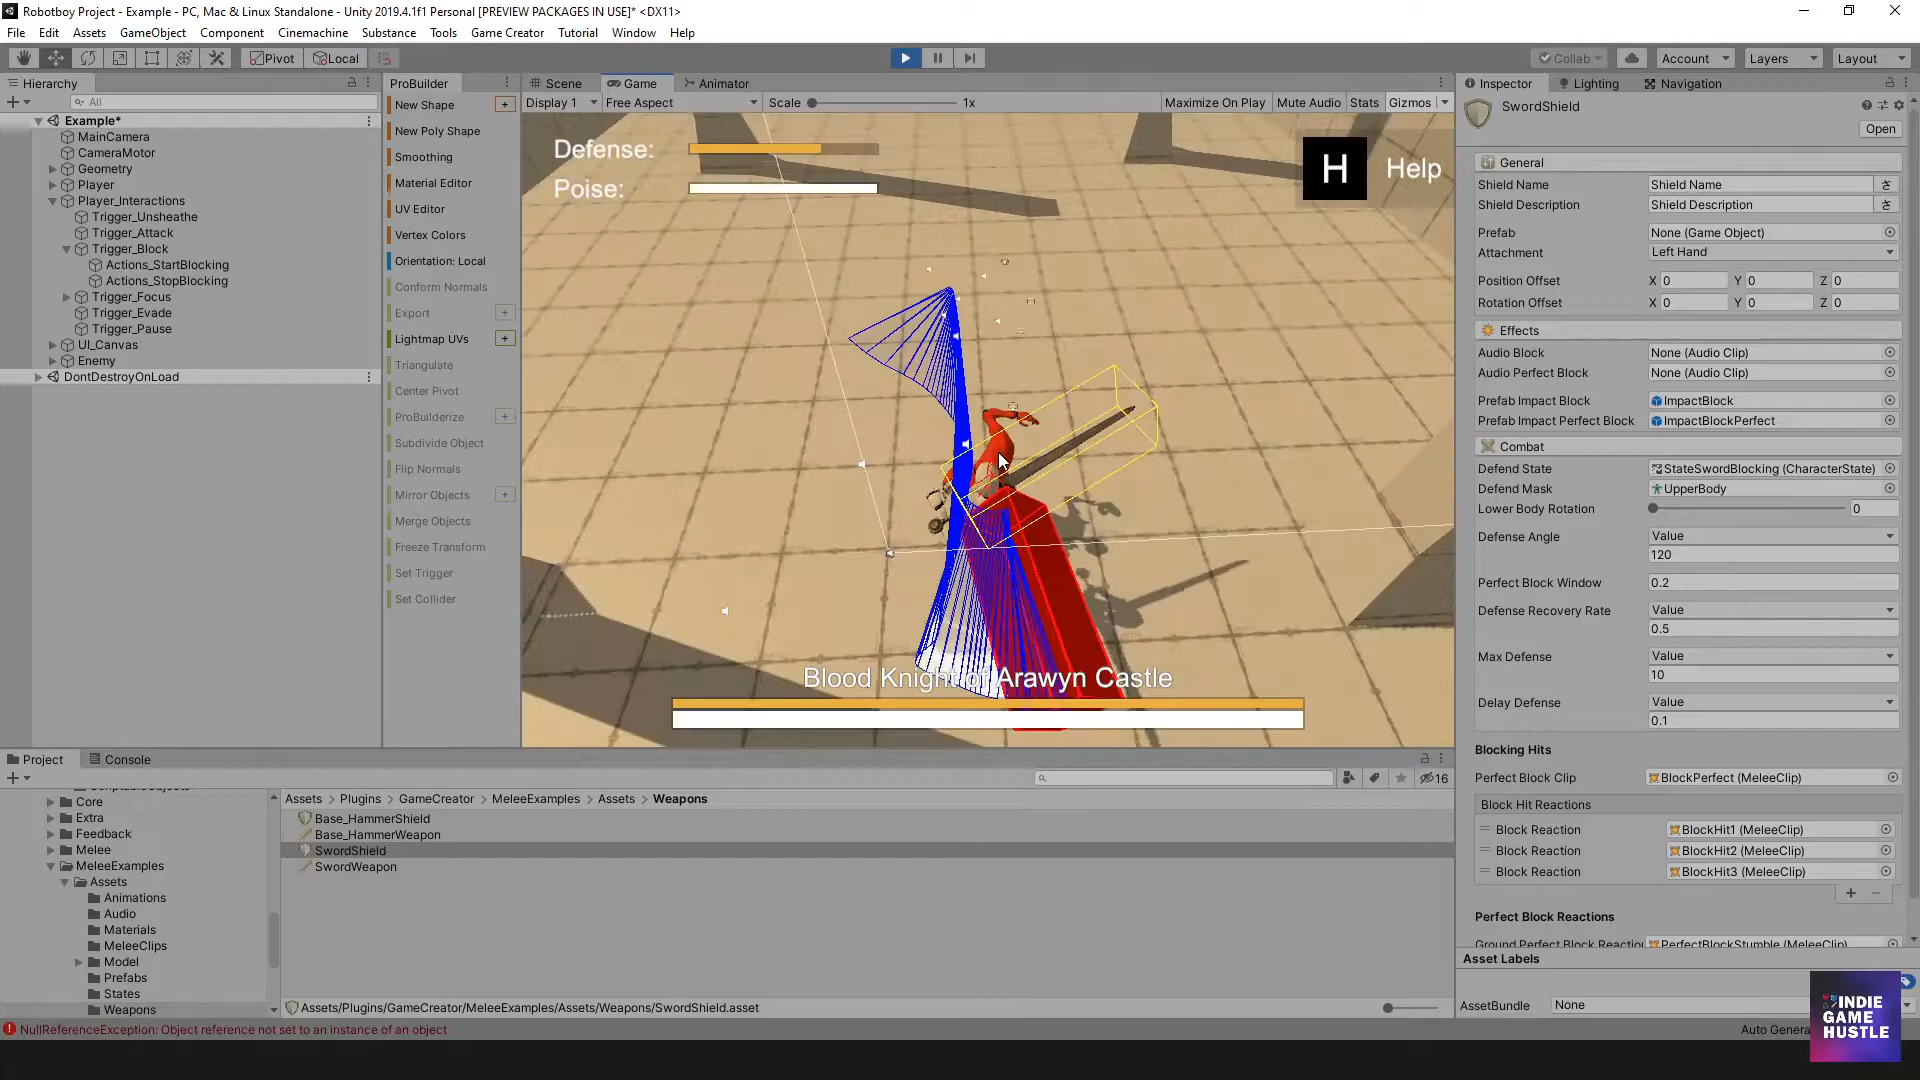 Robotboy Project - Example - PC, Mac & Linux Standalone - Unity 2019.4.1f1 Personal [PREVIEW PACKAGES IN USE]* <DX11>
File Edit Assets GameObject Component Cinemachine Substance Tools Game Creator Tutorial Window Help
Pivot Local Collab Account Layers Layout
Hierarchy
All
Example*
MainCamera
CameraMotor
Geometry
Player
Player_Interactions
Trigger_Unsheathe
Trigger_Attack
Trigger_Block
Actions_StartBlocking
Actions_StopBlocking
Trigger_Focus
Trigger_Evade
Trigger_Pause
UI_Canvas
Enemy
DontDestroyOnLoad
ProBuilder
New Shape
New Poly Shape
Smoothing
Material Editor
UV Editor
Vertex Colors
Orientation: Local
Conform Normals
Export
Lightmap UVs
Triangulate
Center Pivot
ProBuilderize
Subdivide Object
Flip Normals
Mirror Objects
Merge Objects
Freeze Transform
Set Trigger
Set Collider
Scene Game Animator
Display 1 Free Aspect Scale 1x Maximize On Play Mute Audio Stats Gizmos
Defense:
Poise:
H Help
Blood Knight of Arawyn Castle
Inspector Lighting Navigation
SwordShield
Open
General
Shield Name Shield Name
Shield Description Shield Description
Prefab None (Game Object)
Attachment Left Hand
Position Offset X 0 Y 0 Z 0
Rotation Offset X 0 Y 0 Z 0
Effects
Audio Block None (Audio Clip)
Audio Perfect Block None (Audio Clip)
Prefab Impact Block ImpactBlock
Prefab Impact Perfect Block ImpactBlockPerfect
Combat
Defend State StateSwordBlocking (CharacterState)
Defend Mask UpperBody
Lower Body Rotation 0
Defense Angle Value
120
Perfect Block Window 0.2
Defense Recovery Rate Value
0.5
Max Defense Value
10
Delay Defense Value
0.1
Blocking Hits
Perfect Block Clip BlockPerfect (MeleeClip)
Block Hit Reactions
Block Reaction BlockHit1 (MeleeClip)
Block Reaction BlockHit2 (MeleeClip)
Block Reaction BlockHit3 (MeleeClip)
Perfect Block Reactions
Ground Perfect Block Reactio PerfectBlockStumble (MeleeClip)
Asset Labels
AssetBundle None
Project Console
16
Core
Extra
Feedback
Melee
MeleeExamples
Assets
Animations
Audio
Materials
MeleeClips
Model
Prefabs
States
Weapons
Assets > Plugins > GameCreator > MeleeExamples > Assets > Weapons
Base_HammerShield
Base_HammerWeapon
SwordShield
SwordWeapon
Assets/Plugins/GameCreator/MeleeExamples/Assets/Weapons/SwordShield.asset
NullReferenceException: Object reference not set to an instance of an object
Auto Genera
INDIE
GAME
HUSTLE